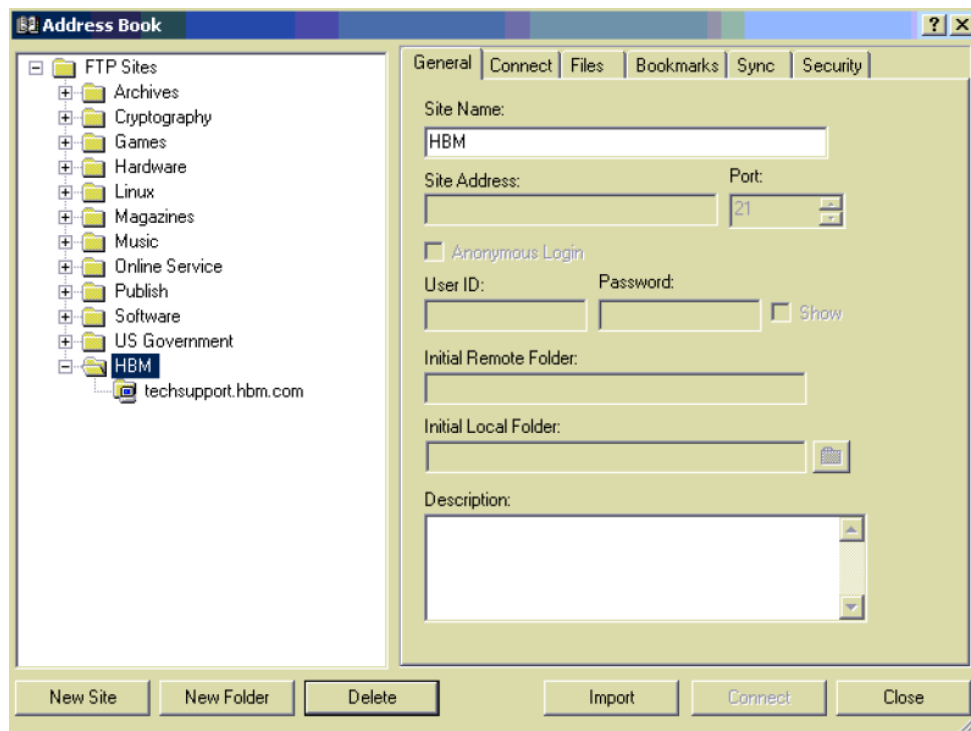 Address Book
FTP Sites
Archives
Cryptography
Games
Hardware
Linux
Magazines
Music
Online Service
Publish
Software
US Government
HBM
techsupport.hbm.com
General Connect Files Bookmarks Sync Security
Site Name:
HBM
Site Address: Port:
21
Anonymous Login
User ID: Password:
Show
Initial Remote Folder:
Initial Local Folder:
Description:
New Site New Folder Delete Import Connect Close